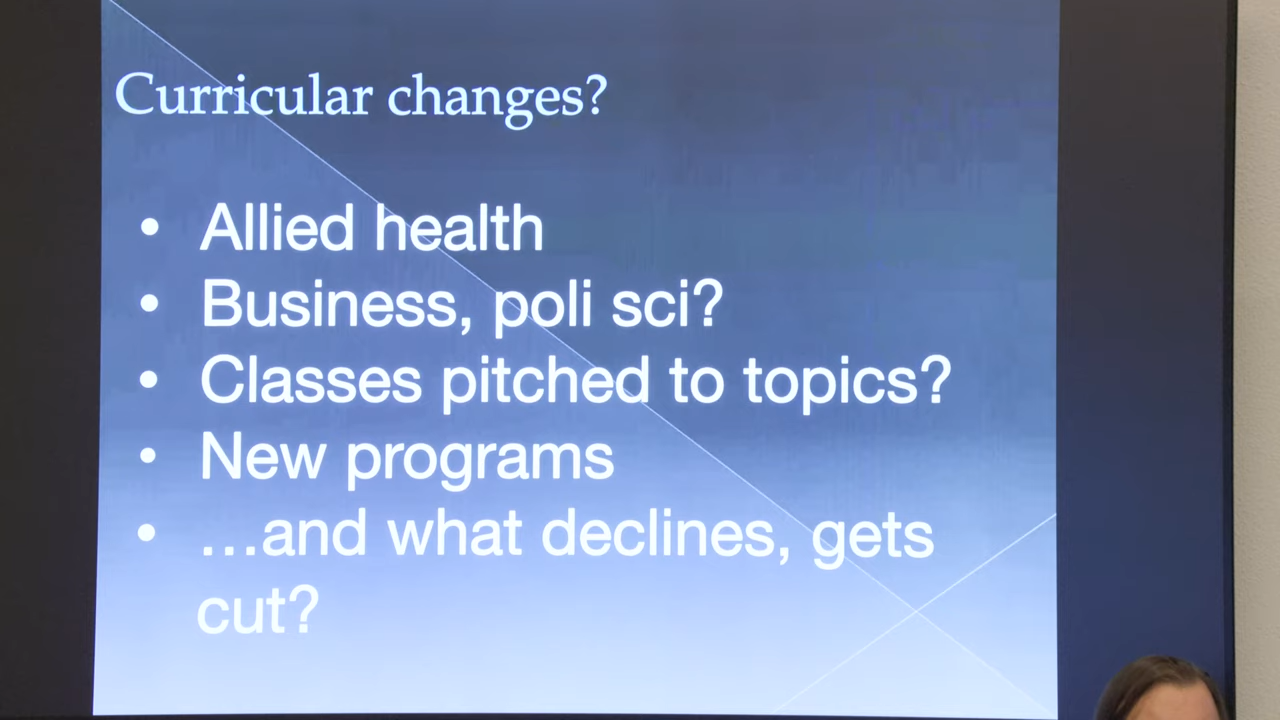 Curricular changes?
• Allied health
• Business, poli sci?
• Classes pitched to topics?
• New programs
• …and what declines, gets
cut?